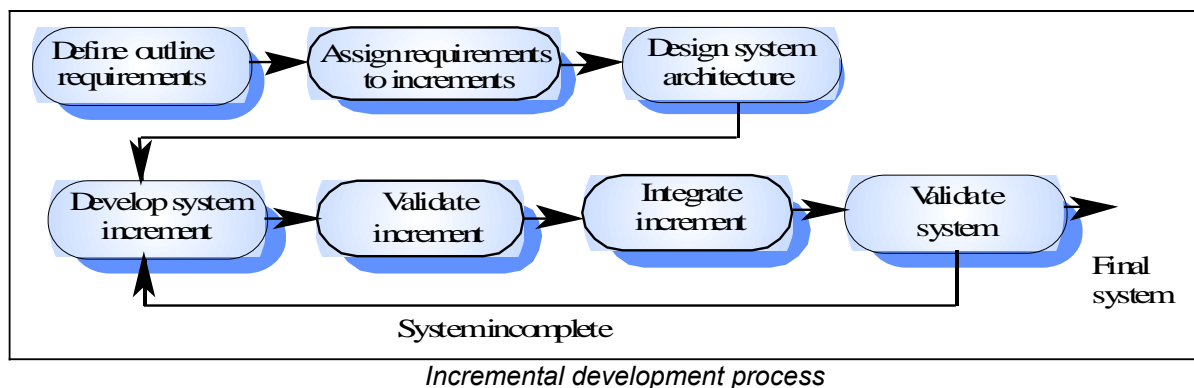 Define outline
requirements
Assign requirements
to increments
Design system
architecture
Develop system
increment
Validate
increment
Integrate
increment
Validate
system
Final
system
System incomplete
Incremental development process